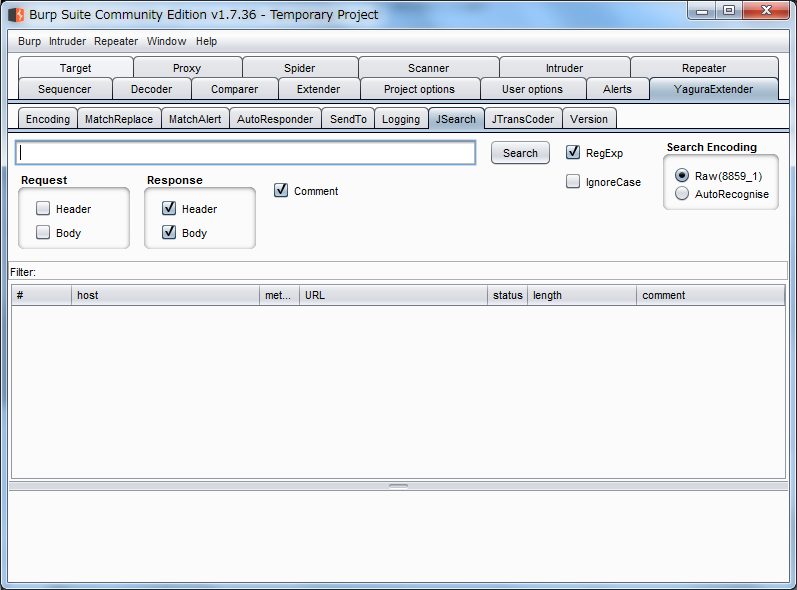 Burp Suite Community Edition v1.7.36 - Temporary Project
Burp Intruder Repeater Window Help
Target Proxy Spider Scanner Intruder Repeater
Sequencer Decoder Comparer Extender Project options User options Alerts YaguraExtender
Encoding MatchReplace MatchAlert AutoResponder SendTo Logging JSearch JTransCoder Version
Search
RegExp
IgnoreCase
Search Encoding
Raw(8859_1)
AutoRecognise
Request
Header
Body
Response
Header
Body
Comment
Filter:
# host met... URL status length comment